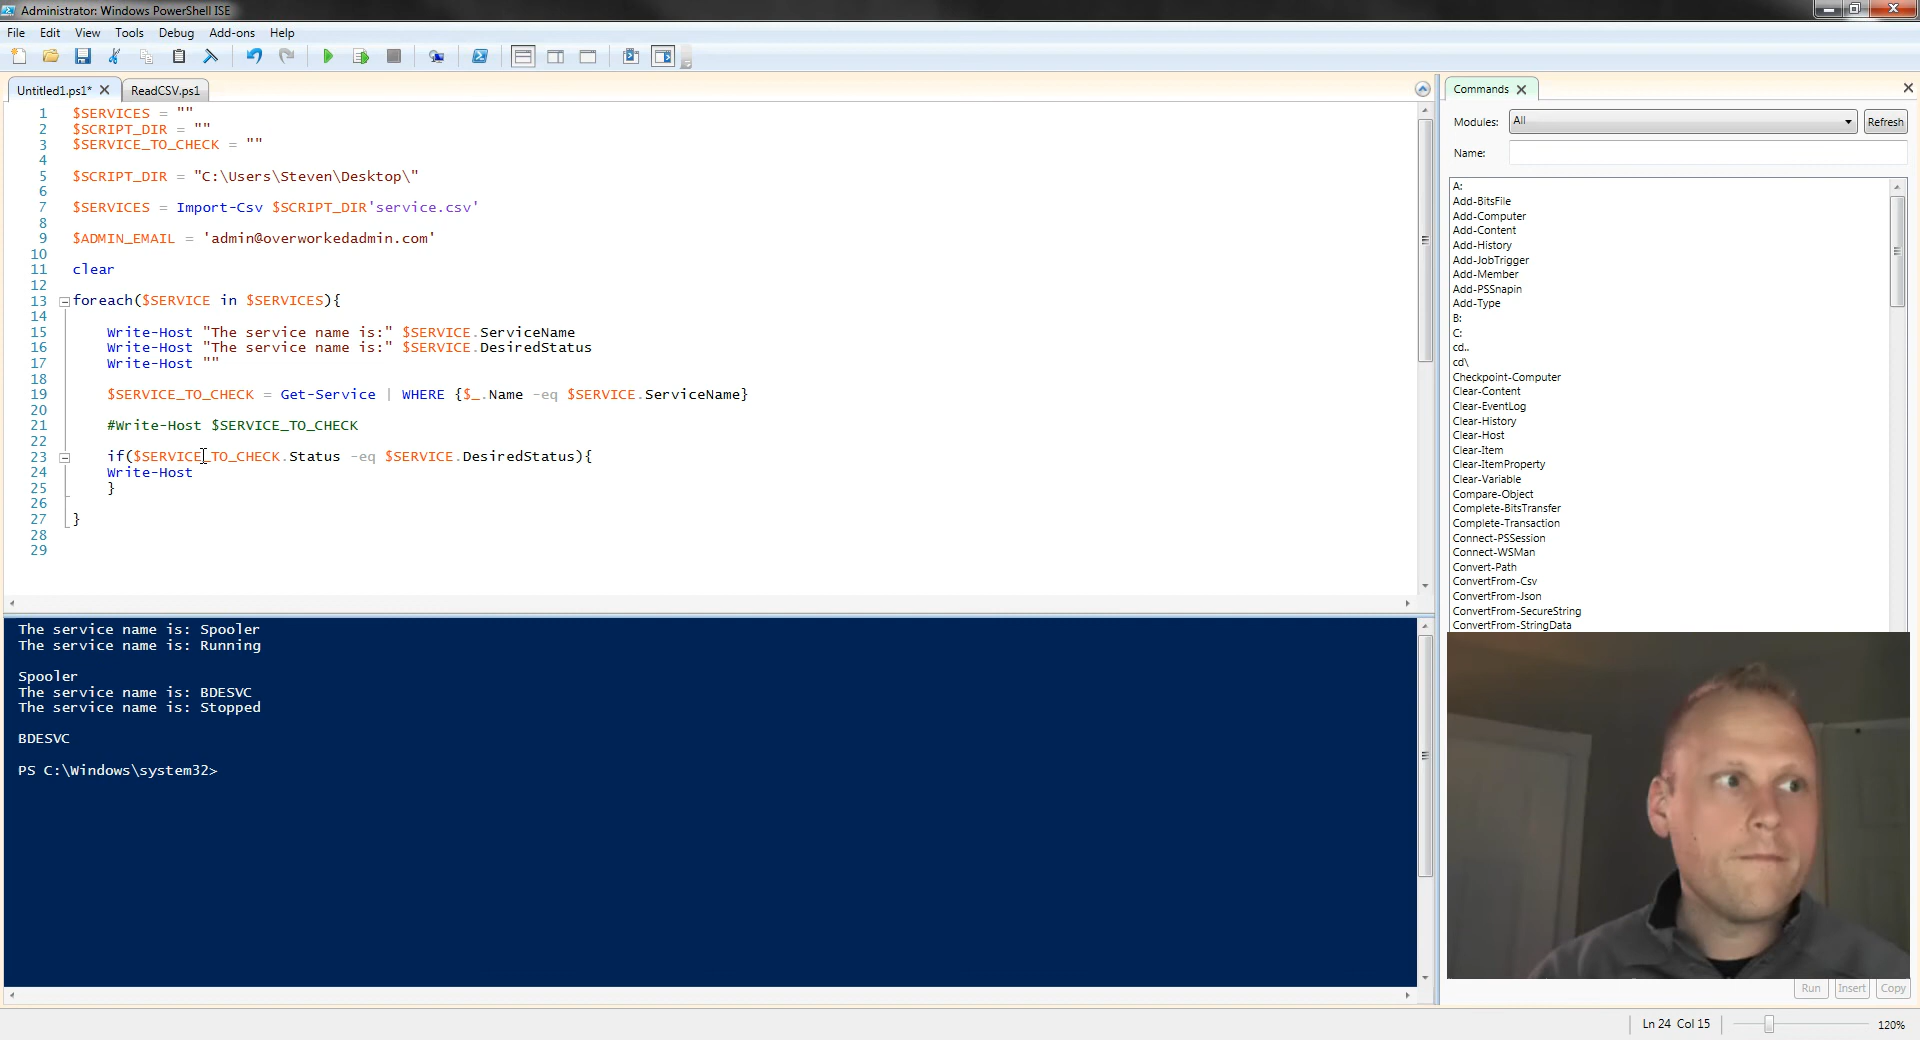 Administrator: Windows PowerShell ISE
File Edit View Tools Debug Add-ons Help
Untitled1.ps1* ReadCSV.ps1
1 $SERVICES = ""
2 $SCRIPT_DIR = ""
3 $SERVICE_TO_CHECK = ""
4
5 $SCRIPT_DIR = "C:\Users\Steven\Desktop\"
6
7 $SERVICES = Import-Csv $SCRIPT_DIR'service.csv'
8
9 $ADMIN_EMAIL = 'admin@overworkedadmin.com'
10
11 clear
12
13 foreach($SERVICE in $SERVICES){
14
15 Write-Host "The service name is:" $SERVICE.ServiceName
16 Write-Host "The service name is:" $SERVICE.DesiredStatus
17 Write-Host ""
18
19 $SERVICE_TO_CHECK = Get-Service | WHERE {$_.Name -eq $SERVICE.ServiceName}
20
21 #Write-Host $SERVICE_TO_CHECK
22
23 if($SERVICE_TO_CHECK.Status -eq $SERVICE.DesiredStatus){
24 Write-Host
25 }
26
27 }
28
29
The service name is: Spooler
The service name is: Running
Spooler
The service name is: BDESVC
The service name is: Stopped
BDESVC
PS C:\Windows\system32>
Commands
Modules: All Refresh
Name:
A:
Add-BitsFile
Add-Computer
Add-Content
Add-History
Add-JobTrigger
Add-Member
Add-PSSnapin
Add-Type
B:
C:
cd..
cd\
Checkpoint-Computer
Clear-Content
Clear-EventLog
Clear-History
Clear-Host
Clear-Item
Clear-ItemProperty
Clear-Variable
Compare-Object
Complete-BitsTransfer
Complete-Transaction
Connect-PSSession
Connect-WSMan
Convert-Path
ConvertFrom-Csv
ConvertFrom-Json
ConvertFrom-SecureString
ConvertFrom-StringData
Run Insert Copy
Ln 24 Col 15 120%